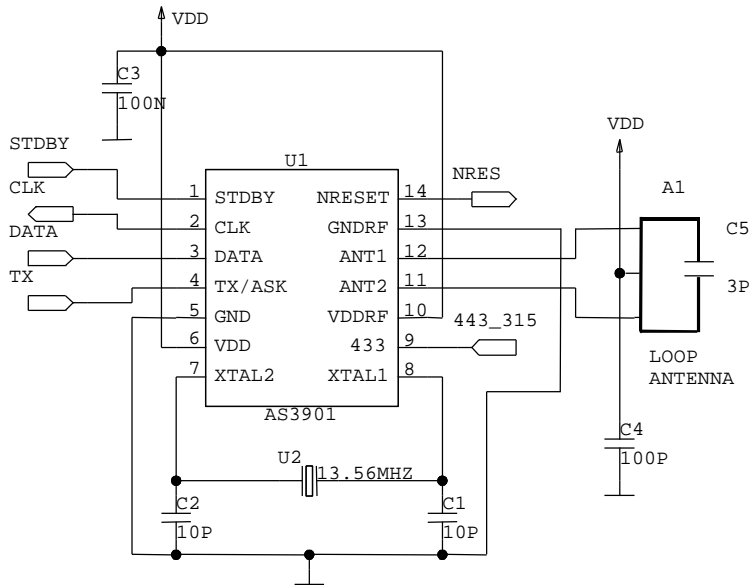 VDD
C3
100N
STDBY
CLK
DATA
TX
U1
1 STDBY NRESET 14
2 CLK GNDRF 13
3 DATA ANT1 12
4 TX/ASK ANT2 11
5 GND VDDRF 10
6 VDD 433 9
7 XTAL2 XTAL1 8
AS3901
NRES
443_315
VDD
A1
C5
3P
LOOP
ANTENNA
C4
100P
U2
13.56MHZ
C2
10P
C1
10P